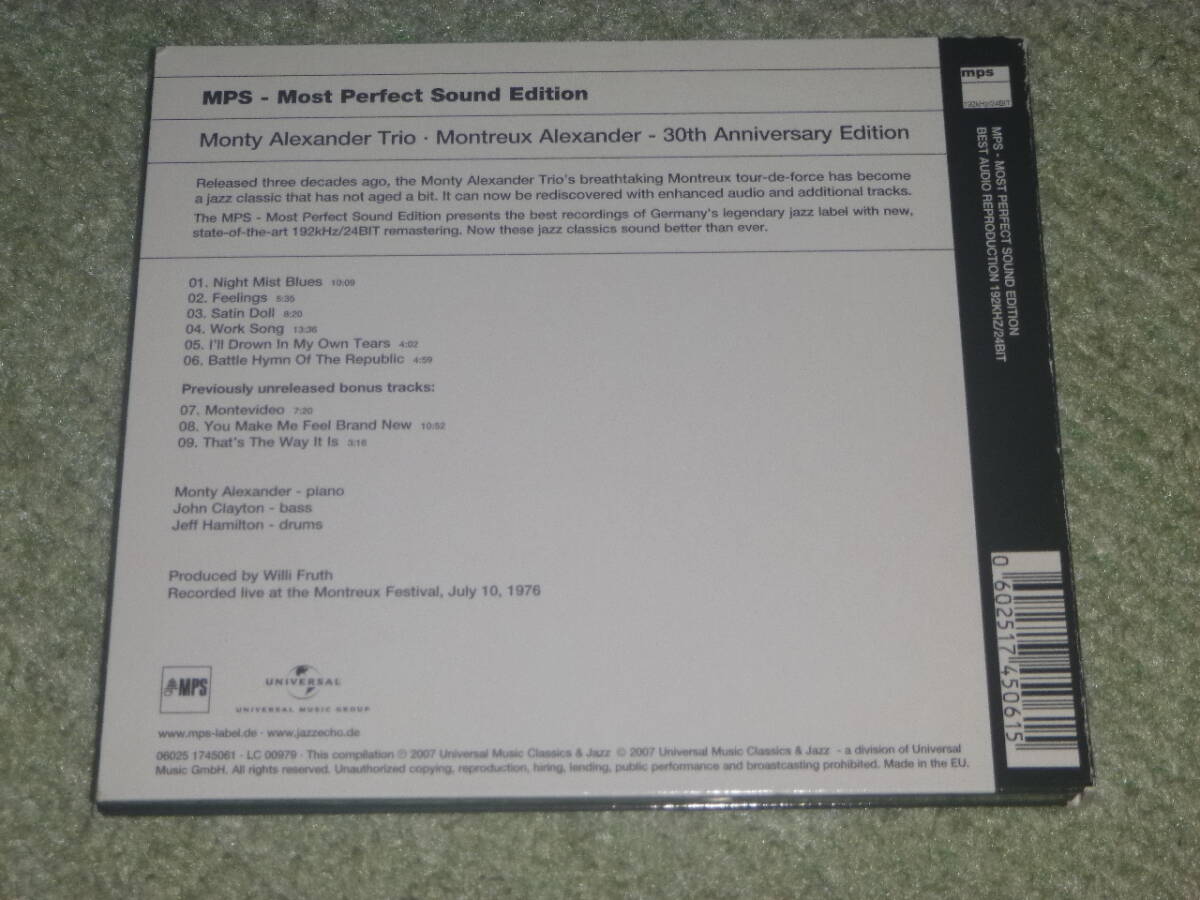 MPS - Most Perfect Sound Edition
Monty Alexander Trio · Montreux Alexander - 30th Anniversary Edition
Released three decades ago, the Monty Alexander Trio's breathtaking Montreux tour-de-force has become
a jazz classic that has not aged a bit. It can now be rediscovered with enhanced audio and additional tracks.
The MPS - Most Perfect Sound Edition presents the best recordings of Germany's legendary jazz label with new,
state-of-the-art 192kHz/24BIT remastering. Now these jazz classics sound better than ever.
01. Night Mist Blues 10:09
02. Feelings 5:35
03. Satin Doll 8:20
04. Work Song 13:36
05. I'll Drown In My Own Tears 4:02
06. Battle Hymn Of The Republic 4:59
Previously unreleased bonus tracks:
07. Montevideo 7:20
08. You Make Me Feel Brand New 10:52
09. That's The Way It Is 3:16
Monty Alexander - piano
John Clayton - bass
Jeff Hamilton - drums
Produced by Willi Fruth
Recorded live at the Montreux Festival, July 10, 1976
MPS
UNIVERSAL
UNIVERSAL MUSIC GROUP
www.mps-label.de · www.jazzecho.de
06025 1745061 · LC 00979 · This compilation ℗ 2007 Universal Music Classics & Jazz © 2007 Universal Music Classics & Jazz - a division of Universal
Music GmbH. All rights reserved. Unauthorized copying, reproduction, hiring, lending, public performance and broastcasting prohibited. Made in the EU.
mps
192kHz/24BIT
MPS - MOST PERFECT SOUND EDITION
BEST AUDIO REPRODUCTION 192KHZ/24BIT
0 602517 450615